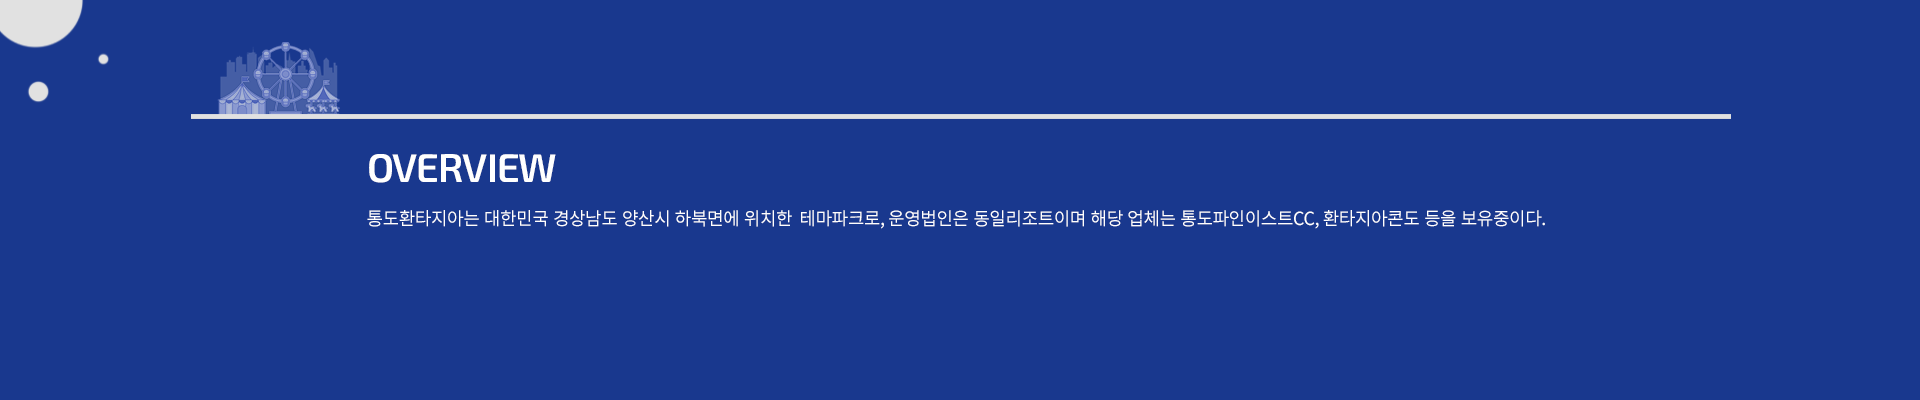 OVERVIEW
통도환타지아는 대한민국 경상남도 양산시 하북면에 위치한 테마파크로, 운영법인은 동일리조트이며 해당 업체는 통도파인이스트CC, 환타지아콘도 등을 보유중이다.